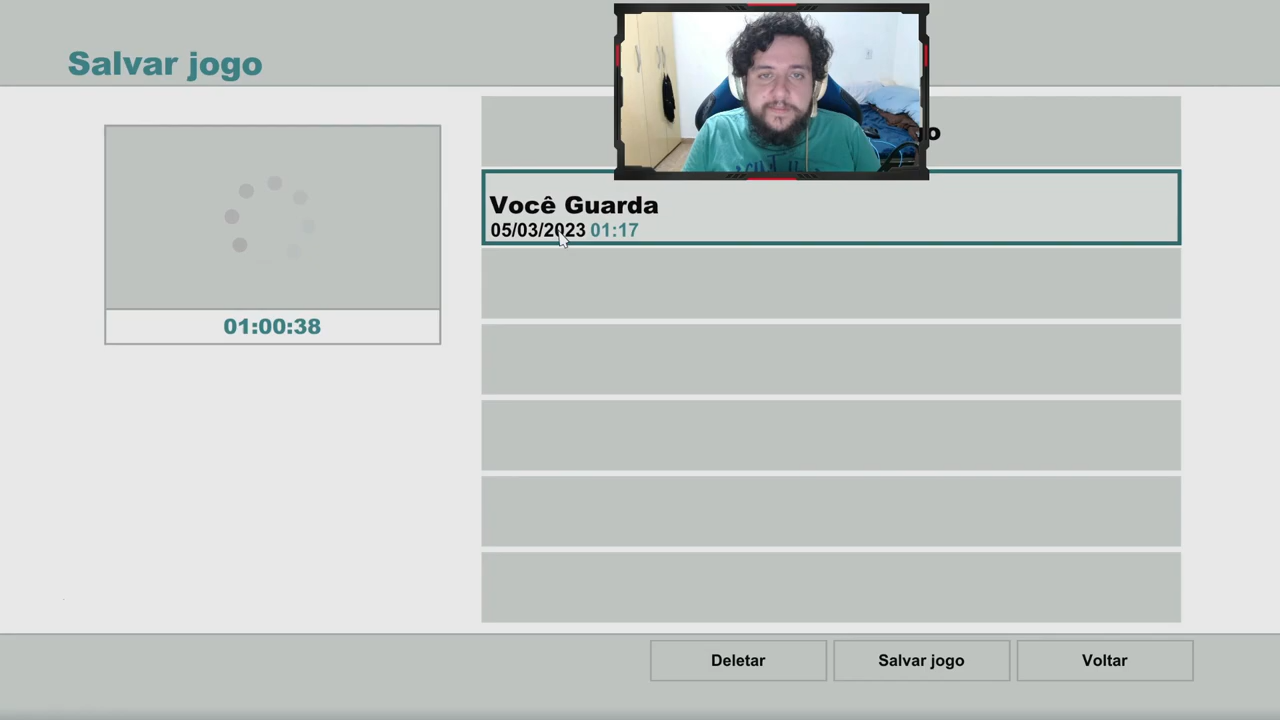 Salvar jogo
Você Guarda
05/03/2023 01:17
01:00:38
Deletar
Salvar jogo
Voltar